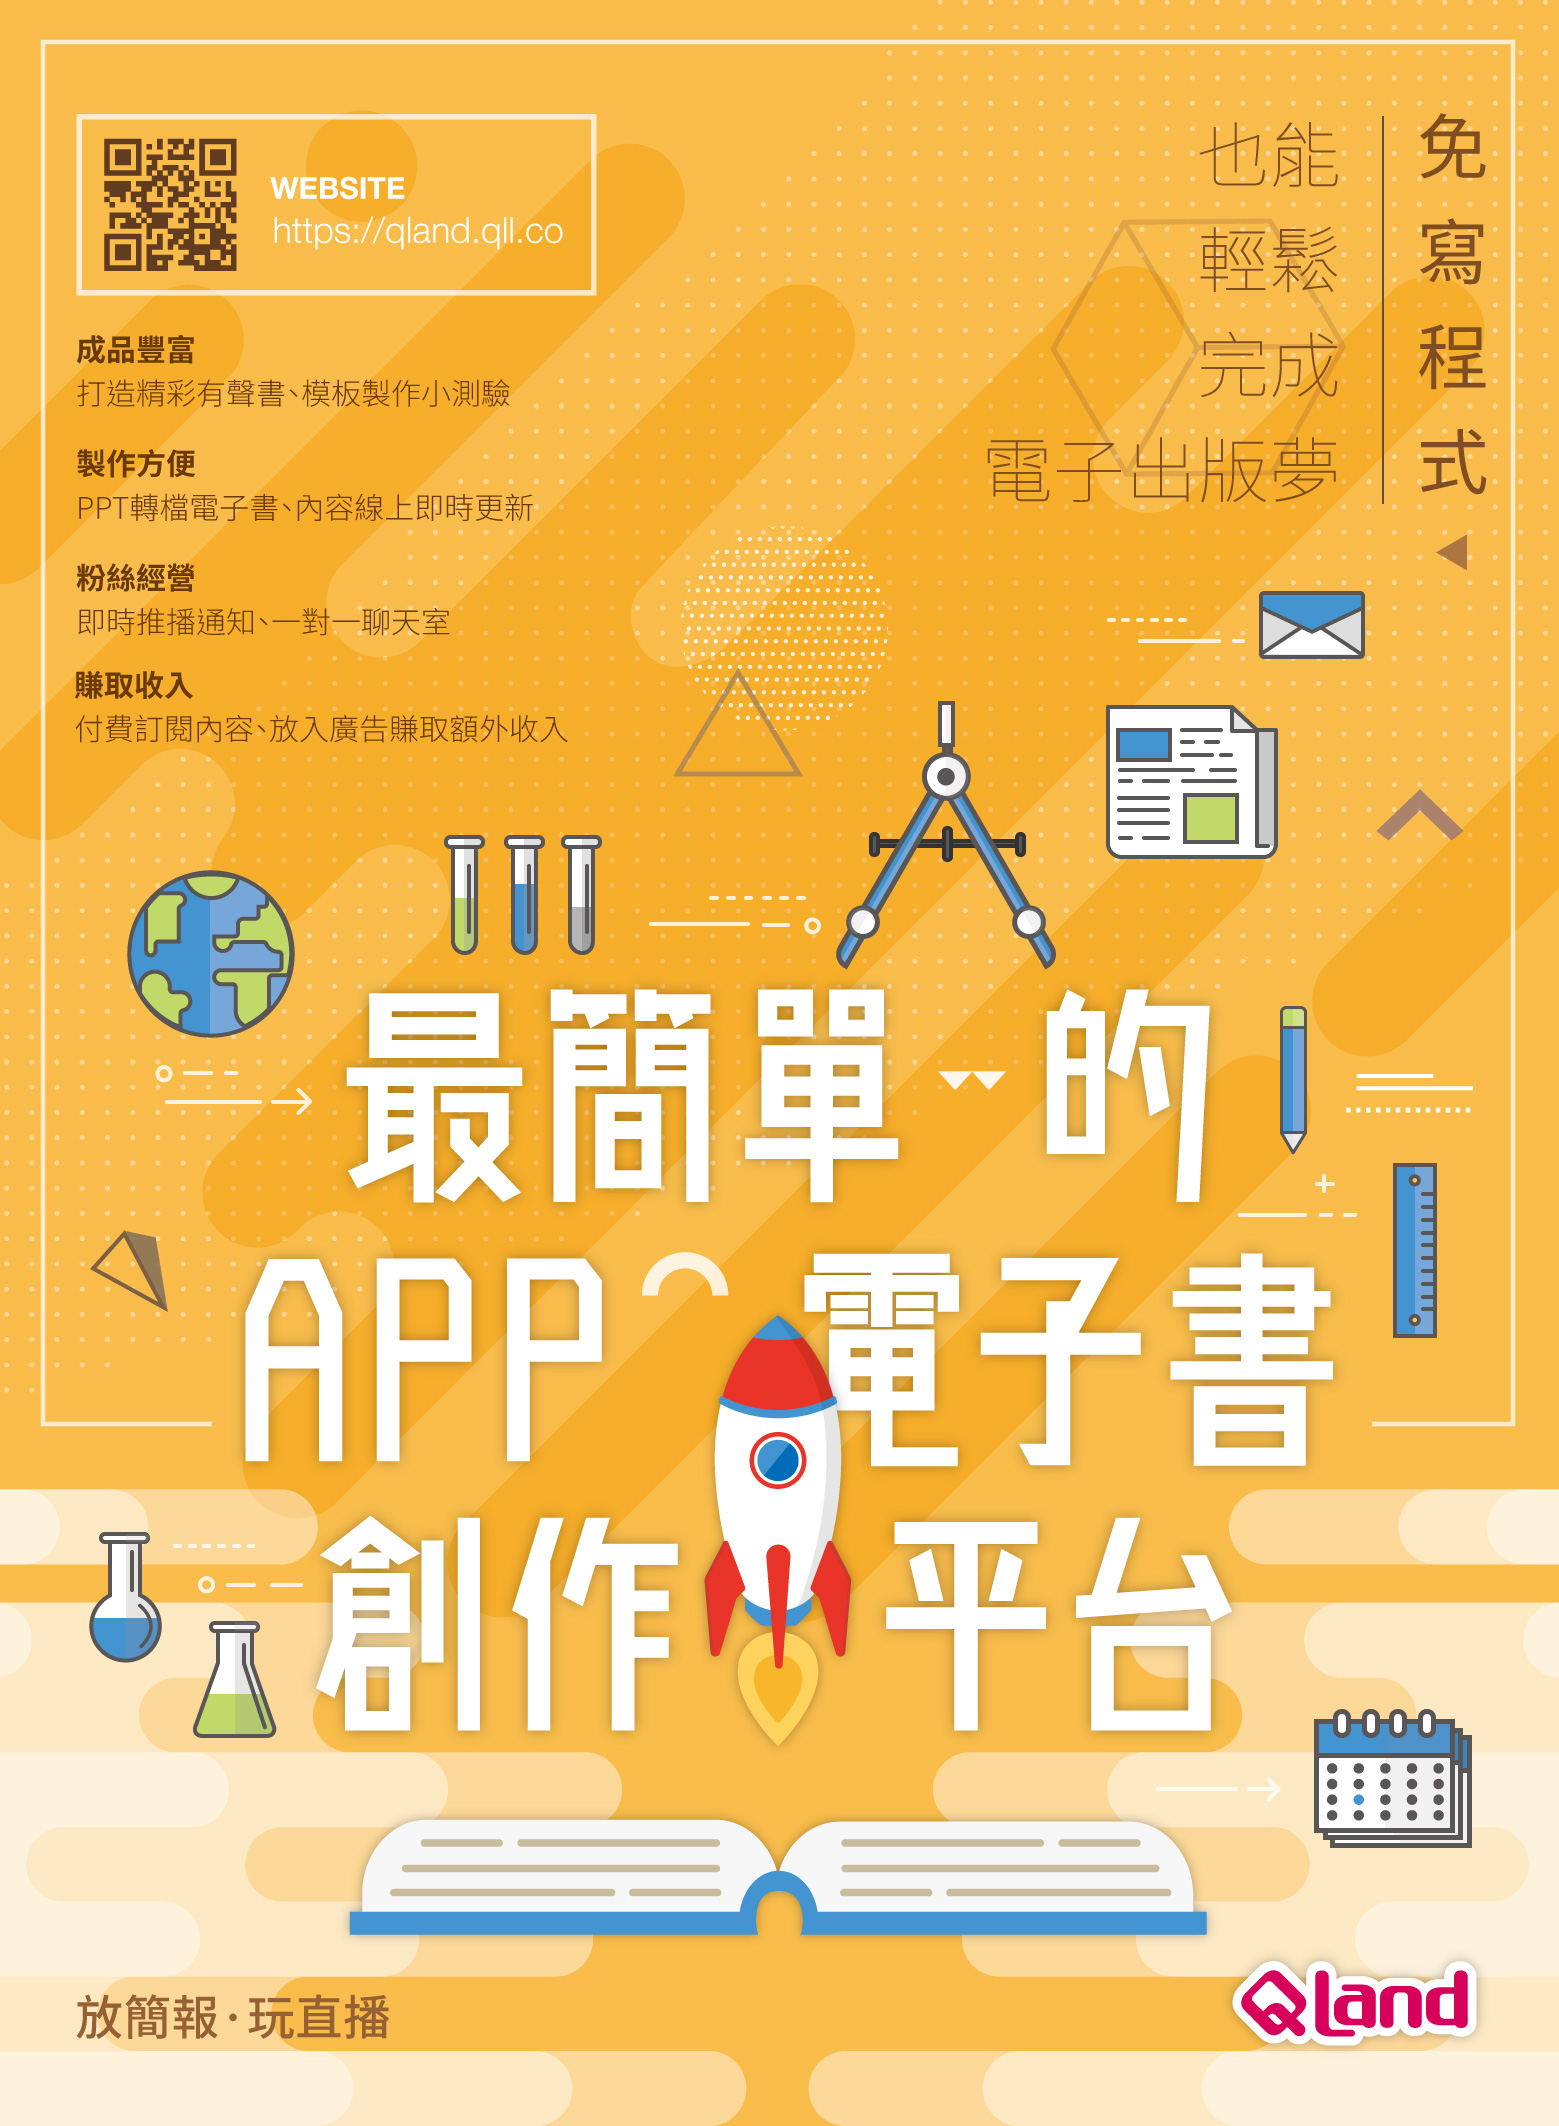 WEBSITE
https://qland.qll.co
免寫程式
也能
輕鬆
完成
電子出版夢
成品豐富
打造精彩有聲書、模板製作小測驗
製作方便
PPT轉檔電子書、內容線上即時更新
粉絲經營
即時推播通知、一對一聊天室
賺取收入
付費訂閱內容、放入廣告賺取額外收入
最簡單的
APP電子書
創作平台
放簡報·玩直播
QLand